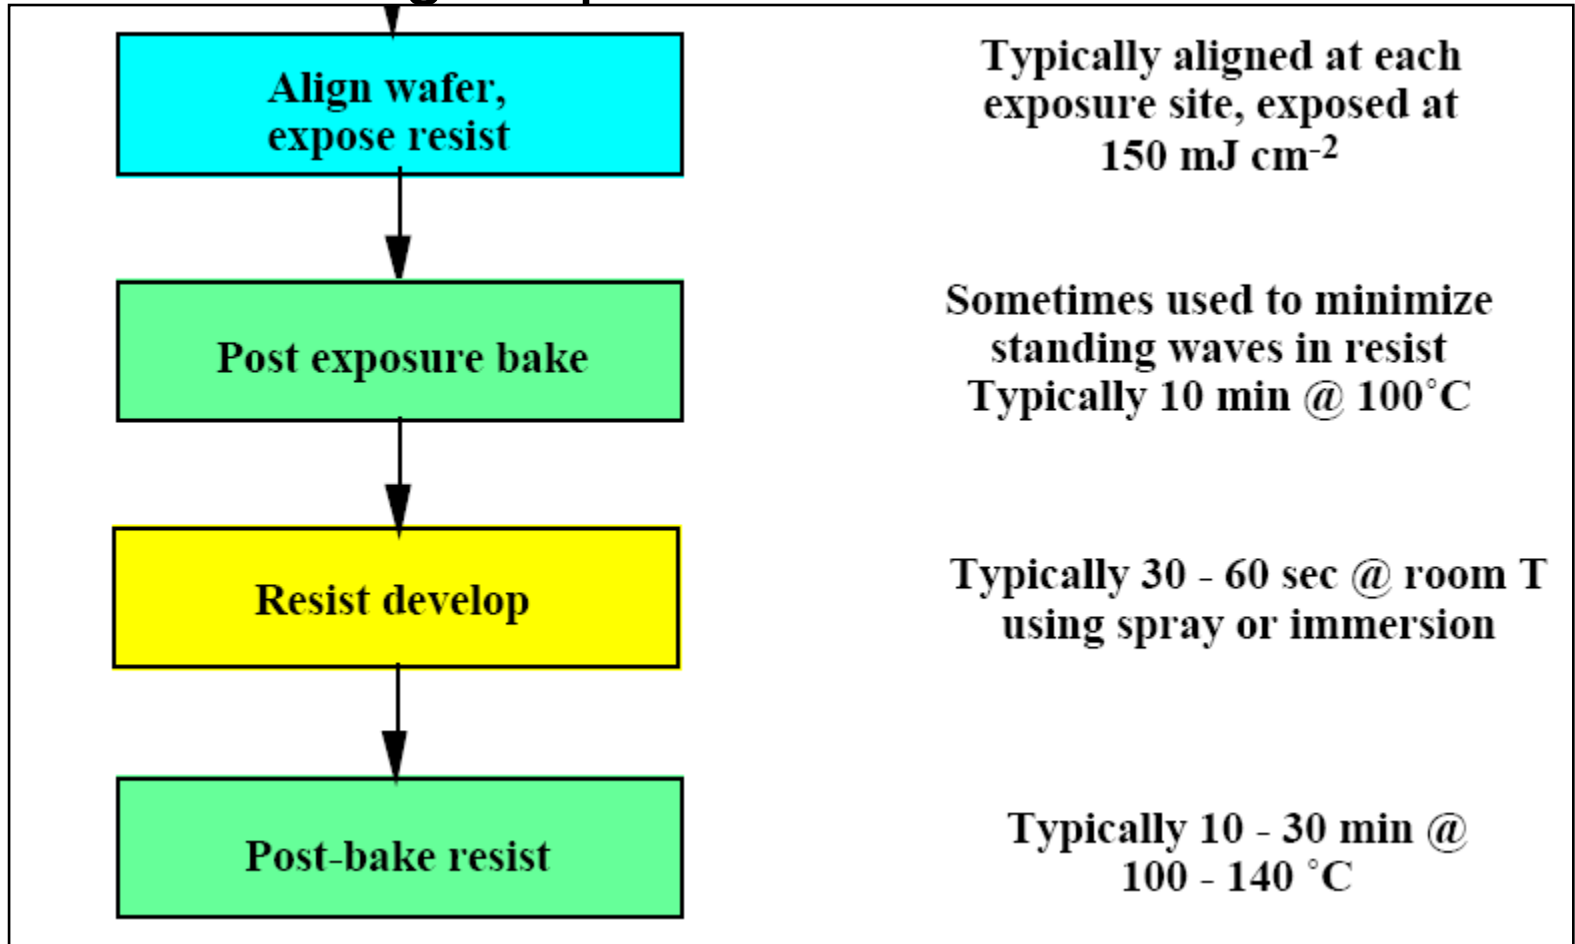 Align wafer,
expose resist
Typically aligned at each
exposure site, exposed at
150 mJ cm-2
Post exposure bake
Sometimes used to minimize
standing waves in resist
Typically 10 min @ 100˚C
Resist develop
Typically 30 - 60 sec @ room T
using spray or immersion
Post-bake resist
Typically 10 - 30 min @
100 - 140 ˚C